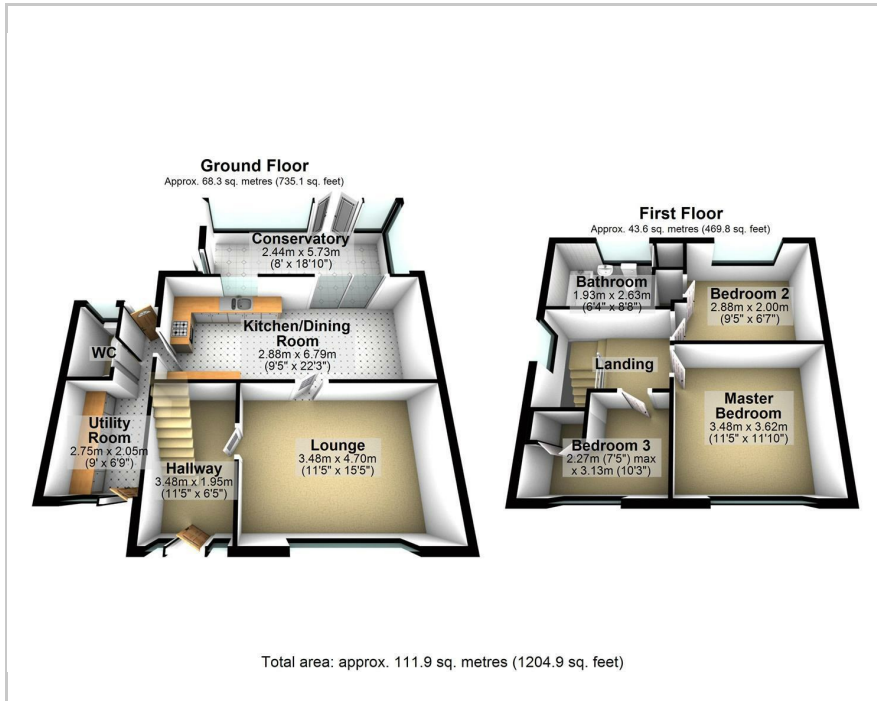 Ground Floor
Approx. 68.3 sq. metres (735.1 sq. feet)
Conservatory
2.44m x 5.73m
(8' x 18'10")
Kitchen/Dining
Room
2.88m x 6.79m
(9'5" x 22'3")
WC
Utility
Room
2.75m x 2.05m
(9' x 6'9")
Hallway
3.48m x 1.95m
(11'5" x 6'5")
Lounge
3.48m x 4.70m
(11'5" x 15'5")
First Floor
Approx. 43.6 sq. metres (469.8 sq. feet)
Bathroom
1.93m x 2.63m
(6'4" x 8'8")
Bedroom 2
2.88m x 2.00m
(9'5" x 6'7")
Landing
Master
Bedroom
3.48m x 3.62m
(11'5" x 11'10")
Bedroom 3
2.27m (7'5") max
x 3.13m (10'3")
Total area: approx. 111.9 sq. metres (1204.9 sq. feet)